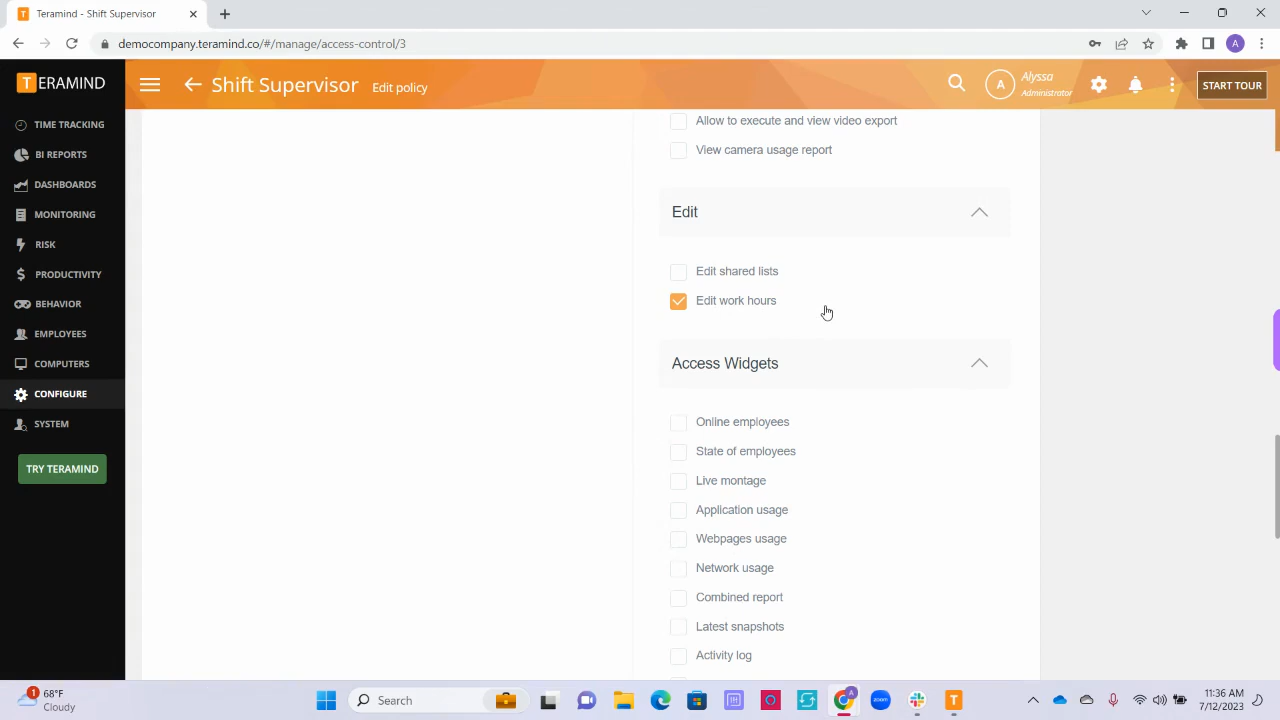 Teramind - Shift Supervisor
democompany.teramind.co/#/manage/access-control/3
A
TERAMIND
Shift Supervisor
Edit policy
A
Alyssa
Administrator
START TOUR
TIME TRACKING
BI REPORTS
DASHBOARDS
MONITORING
RISK
PRODUCTIVITY
BEHAVIOR
EMPLOYEES
COMPUTERS
CONFIGURE
SYSTEM
TRY TERAMIND
Allow to execute and view video export
View camera usage report
Edit
Edit shared lists
Edit work hours
Access Widgets
Online employees
State of employees
Live montage
Application usage
Webpages usage
Network usage
Combined report
Latest snapshots
Activity log
1
68°F
Search
A
zoom
T
11:36 AM
7/12/2023